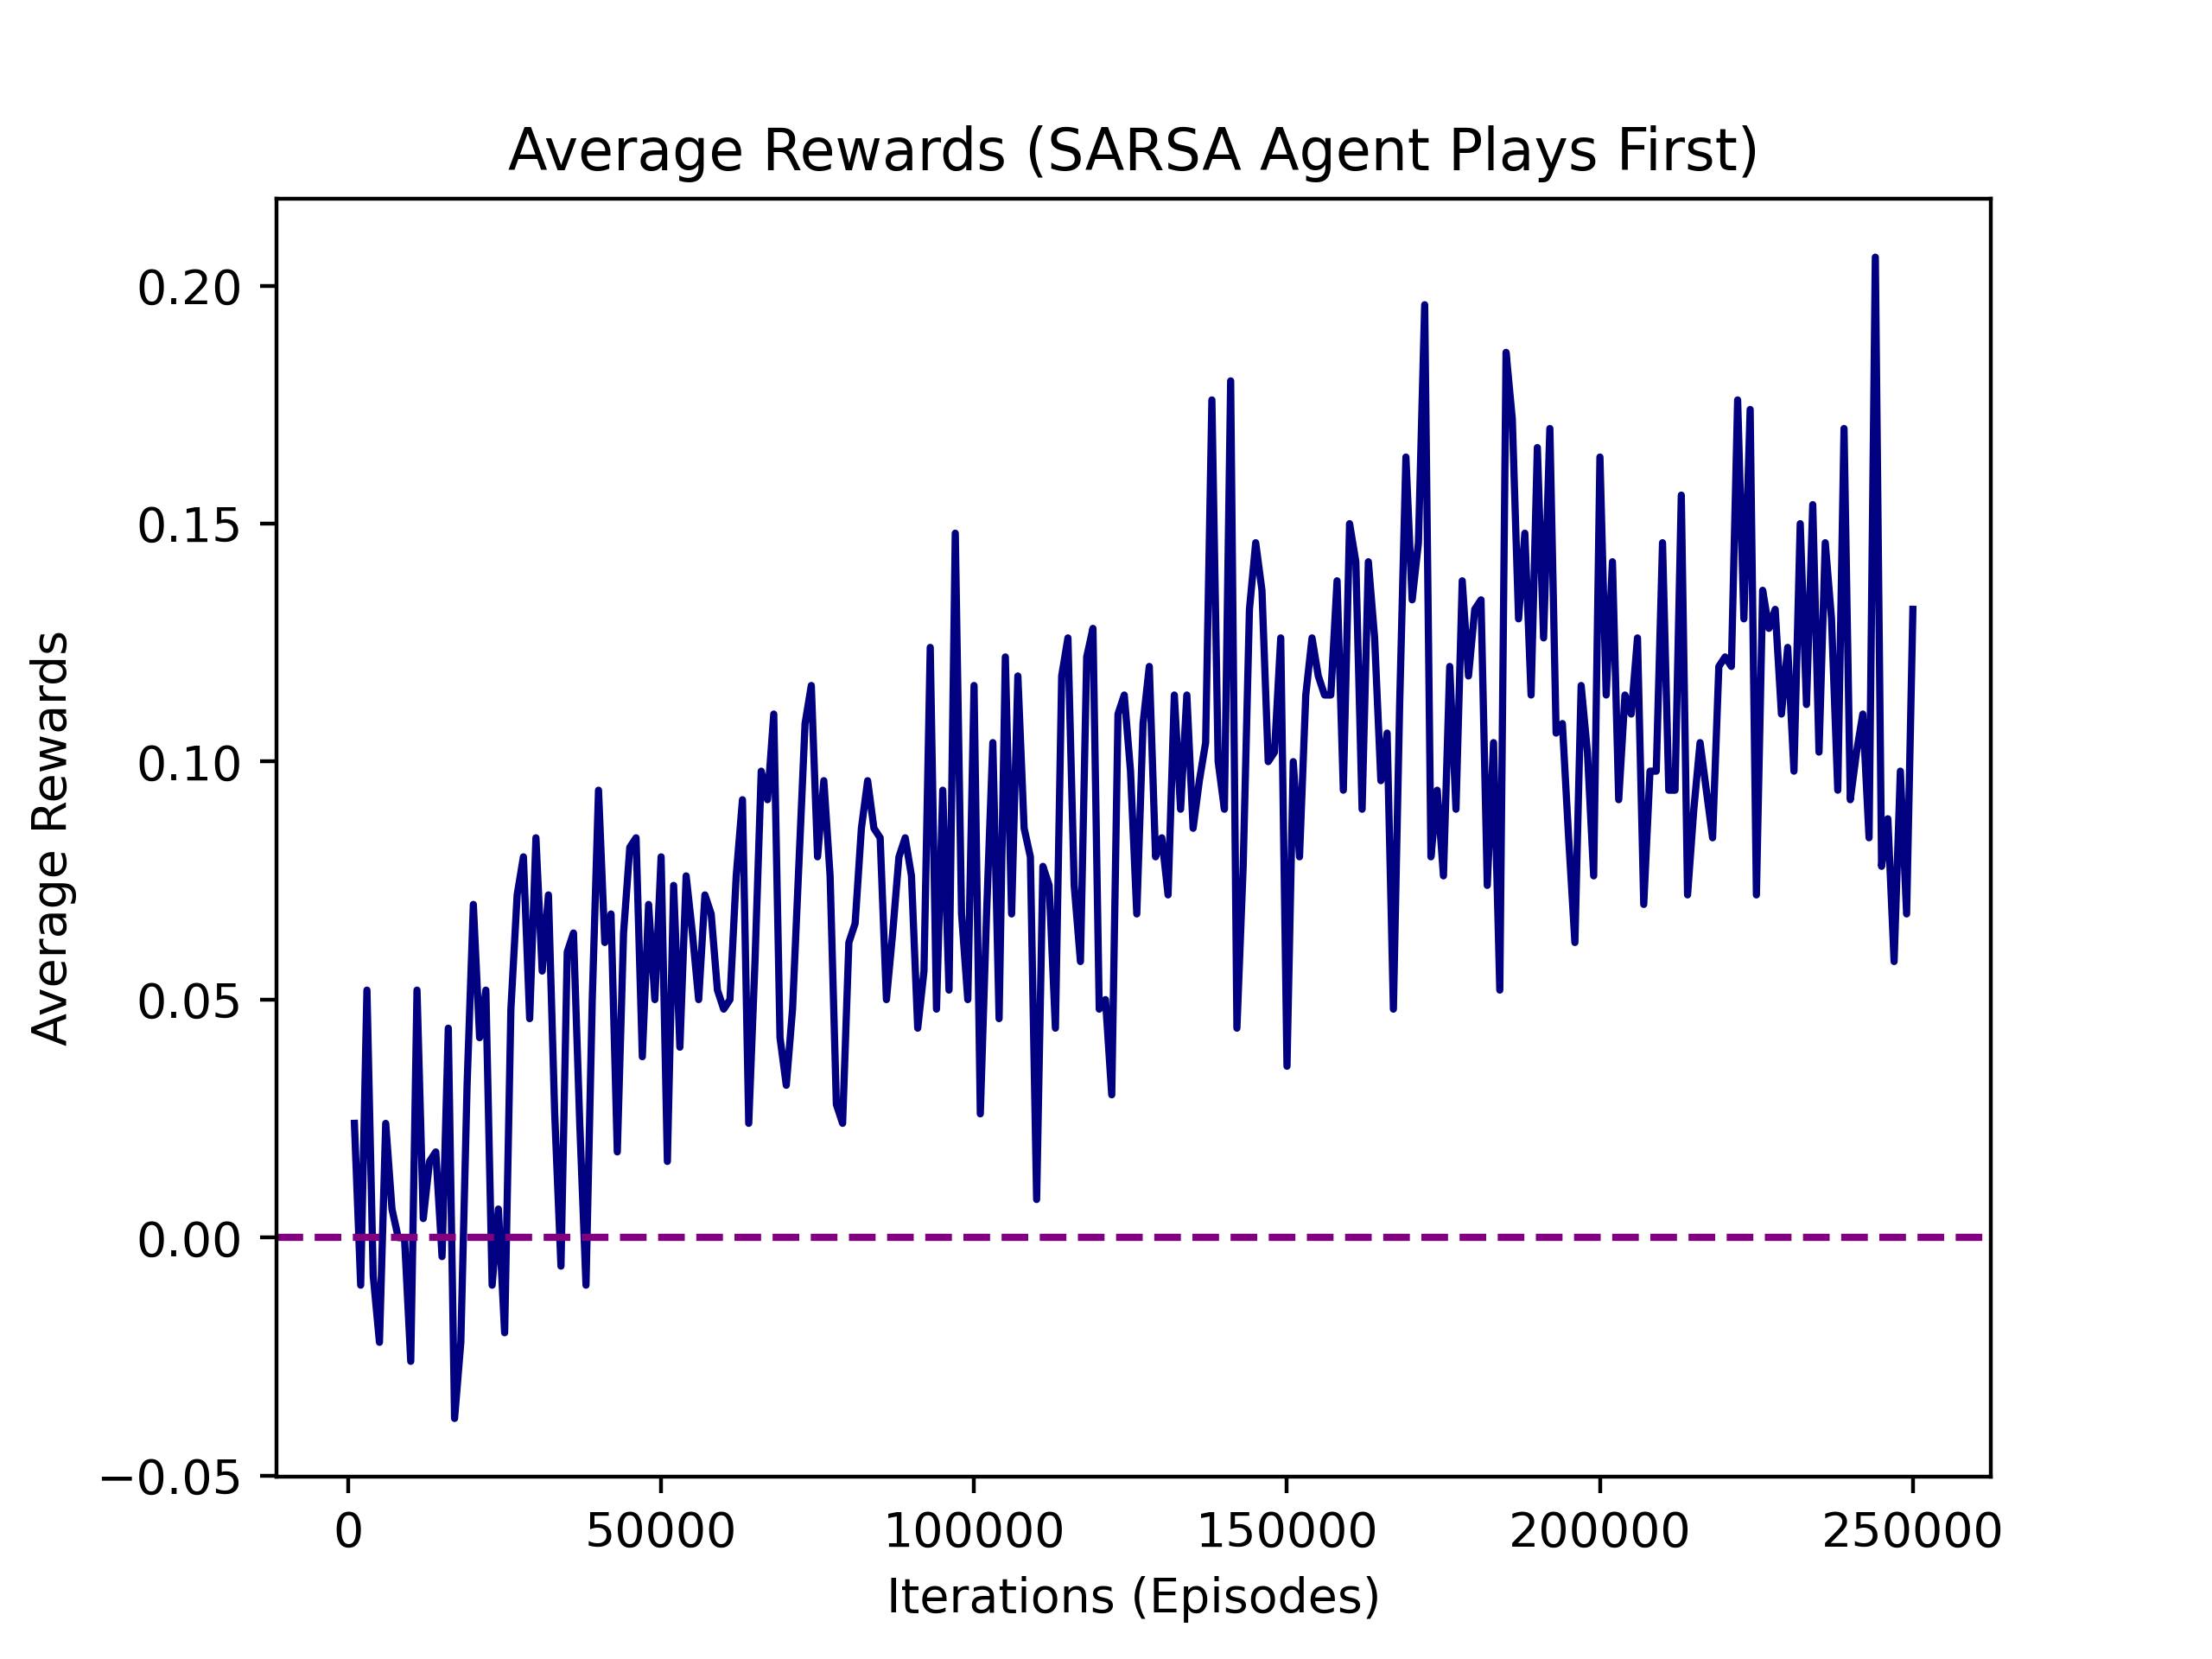 Average Rewards (SARSA Agent Plays First)
Average Rewards
0.20
0.15
0.10
0.05
0.00
−0.05
0 50000 100000 150000 200000 250000
Iterations (Episodes)